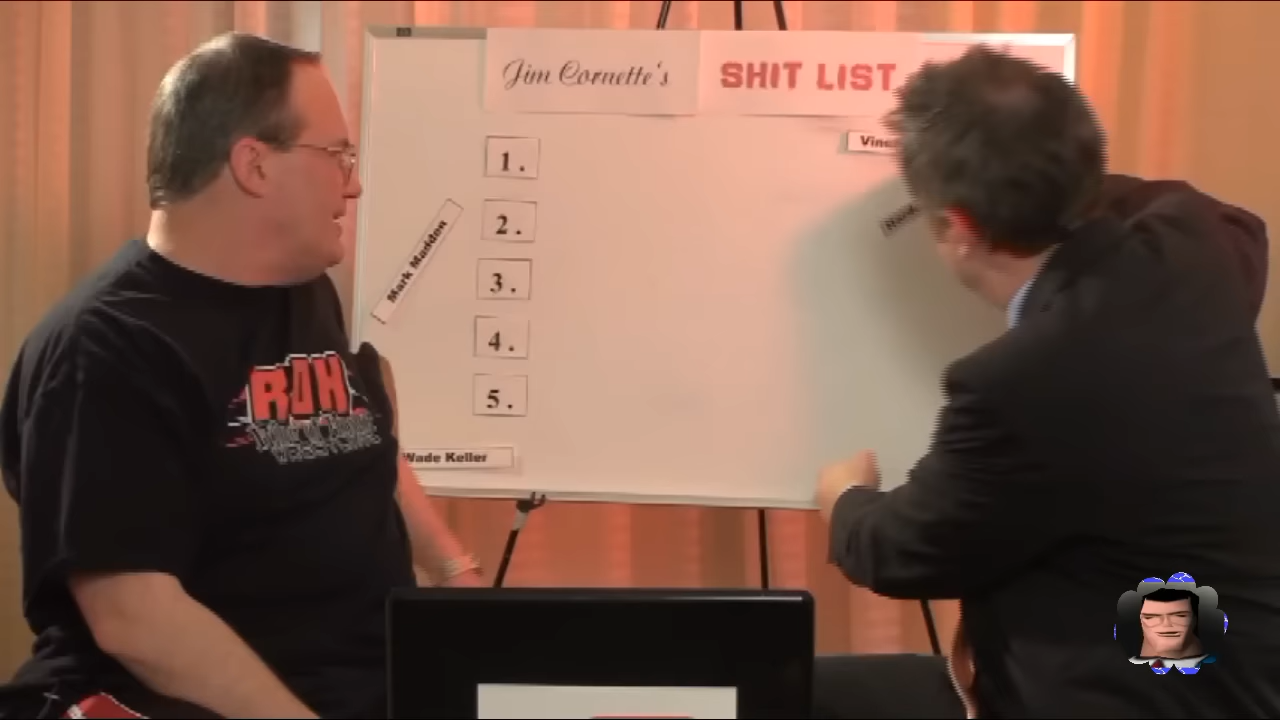 Jim Cornette's SHIT LIST
1.
2.
Mark Madden
3.
4.
5.
Wade Keller
ROH